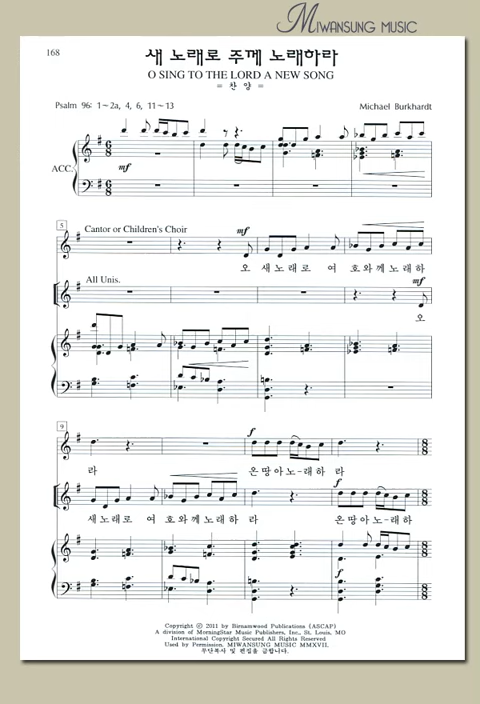 MIWANSUNG MUSIC
168
새 노래로 주께 노래하라
O SING TO THE LORD A NEW SONG
= 찬 양 =
Psalm 96: 1~2a, 4, 6, 11~13
Michael Burkhardt
ACC.
mf
5
Cantor or Children's Choir
mf
오 새 노 래 로 여 호 와 께 노 래 하
All Unis.
mf
오
9
f
라 온 땅 아 노 - 래 하 라
새 노 래 로 여 호 와 께 노 래 하 라 온 땅 아 노 - 래 하
f
f
Copyright ⓒ 2011 by Birnamwood Publications (ASCAP)
A division of MorningStar Music Publishers, Inc., St. Louis, MO
International Copyright Secured All Rights Reserved
Used by Permission. MIWANSUNG MUSIC MMXVII.
무단복사 및 편집을 금합니다.